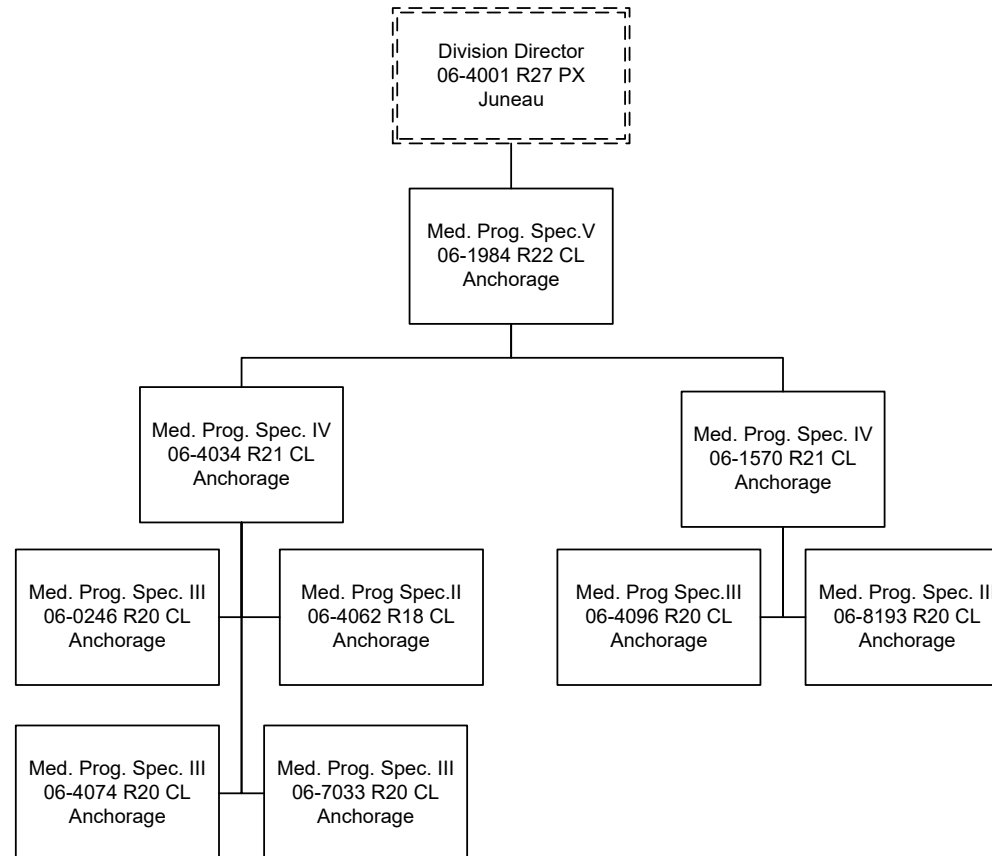 Division Director
06-4001 R27 PX
Juneau
Med. Prog. Spec.V
06-1984 R22 CL
Anchorage
Med. Prog. Spec. IV
06-4034 R21 CL
Anchorage
Med. Prog. Spec. IV
06-1570 R21 CL
Anchorage
Med. Prog. Spec. III
06-0246 R20 CL
Anchorage
Med. Prog. Spec.II
06-4062 R18 CL
Anchorage
Med. Prog Spec.III
06-4096 R20 CL
Anchorage
Med. Prog Spec. III
06-8193 R20 CL
Anchorage
Med. Prog. Spec. III
06-4074 R20 CL
Anchorage
Med. Prog. Spec. III
06-7033 R20 CL
Anchorage